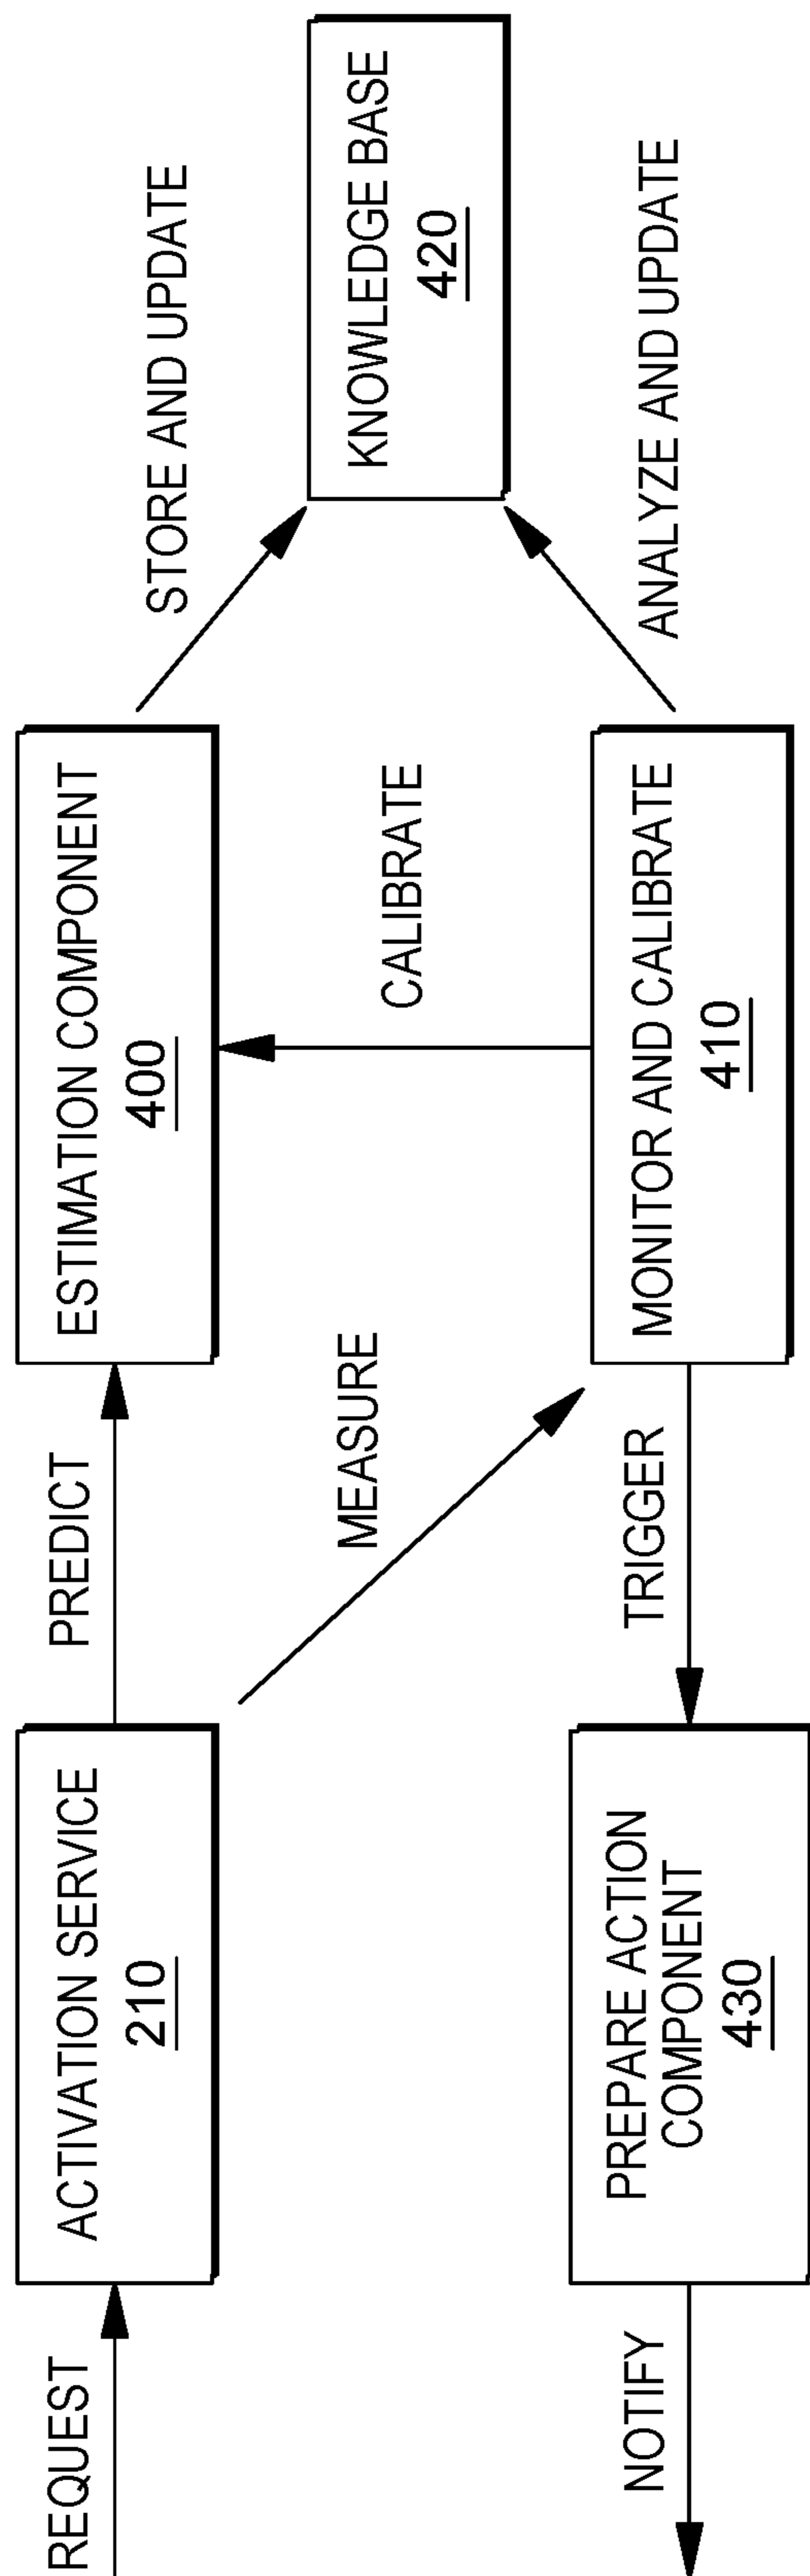 REQUEST
ACTIVATION SERVICE
210
PREDICT
ESTIMATION COMPONENT
400
STORE AND UPDATE
MEASURE
CALIBRATE
KNOWLEDGE BASE
420
NOTIFY
PREPARE ACTION
COMPONENT
430
TRIGGER
MONITOR AND CALIBRATE
410
ANALYZE AND UPDATE